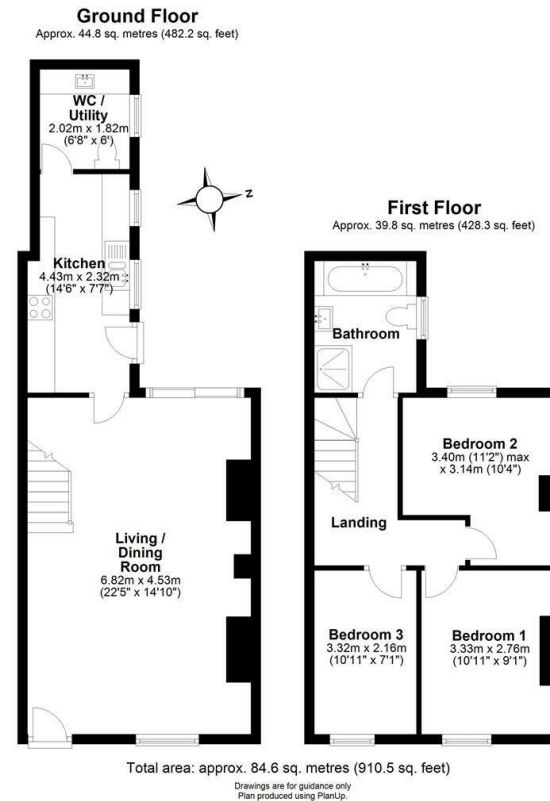 Ground Floor
Approx. 44.8 sq. metres (482.2 sq. feet)
WC /
Utility
2.02m x 1.82m
(6'8" x 6')
N
Kitchen
4.43m x 2.32m
(14'6" x 7'7")
Living /
Dining
Room
6.82m x 4.53m
(22'5" x 14'10")
First Floor
Approx. 39.8 sq. metres (428.3 sq. feet)
Bathroom
Bedroom 2
3.40m (11'2") max
x 3.14m (10'4")
Landing
Bedroom 3
3.32m x 2.16m
(10'11" x 7'1")
Bedroom 1
3.33m x 2.76m
(10'11" x 9'1")
Total area: approx. 84.6 sq. metres (910.5 sq. feet)
Drawings are for guidance only
Plan produced using PlanUp.